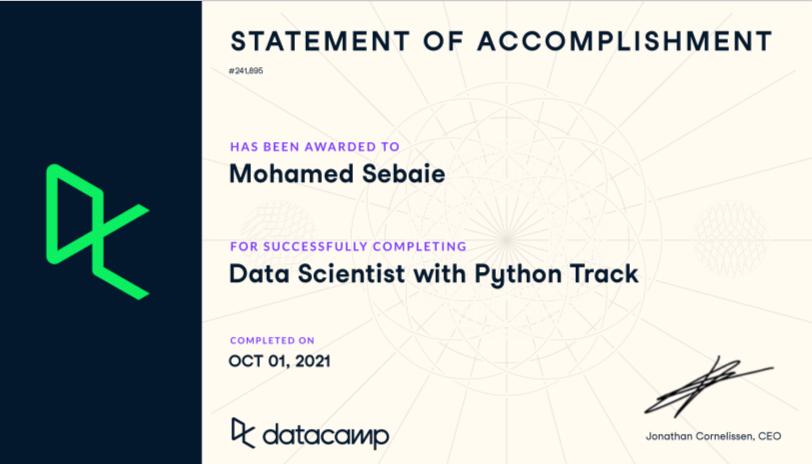 STATEMENT OF ACCOMPLISHMENT
#241,895
HAS BEEN AWARDED TO
Mohamed Sebaie
FOR SUCCESSFULLY COMPLETING
Data Scientist with Python Track
COMPLETED ON
OCT 01, 2021
datacamp
Jonathan Cornelissen, CEO